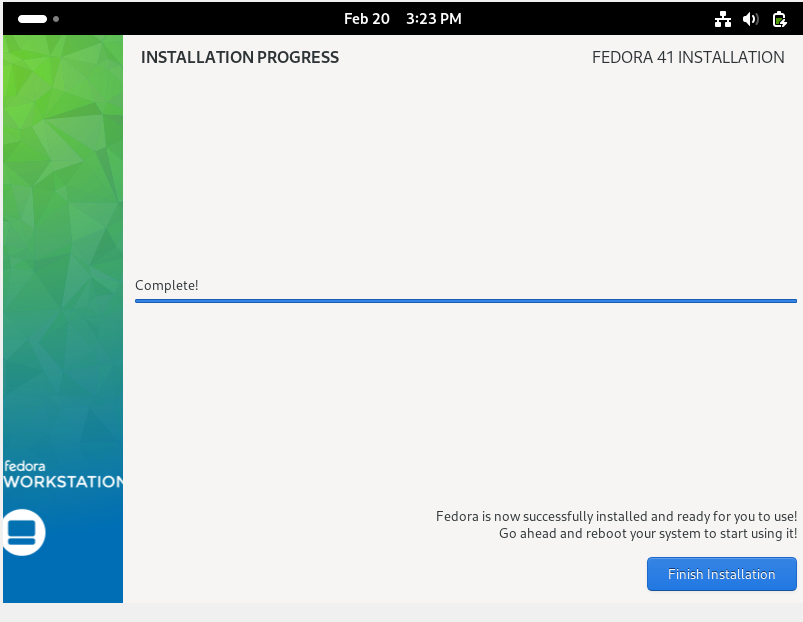 Feb 20 3:23 PM
INSTALLATION PROGRESS
FEDORA 41 INSTALLATION
Complete!
fedora
WORKSTATION
Fedora is now successfully installed and ready for you to use!
Go ahead and reboot your system to start using it!
Finish Installation